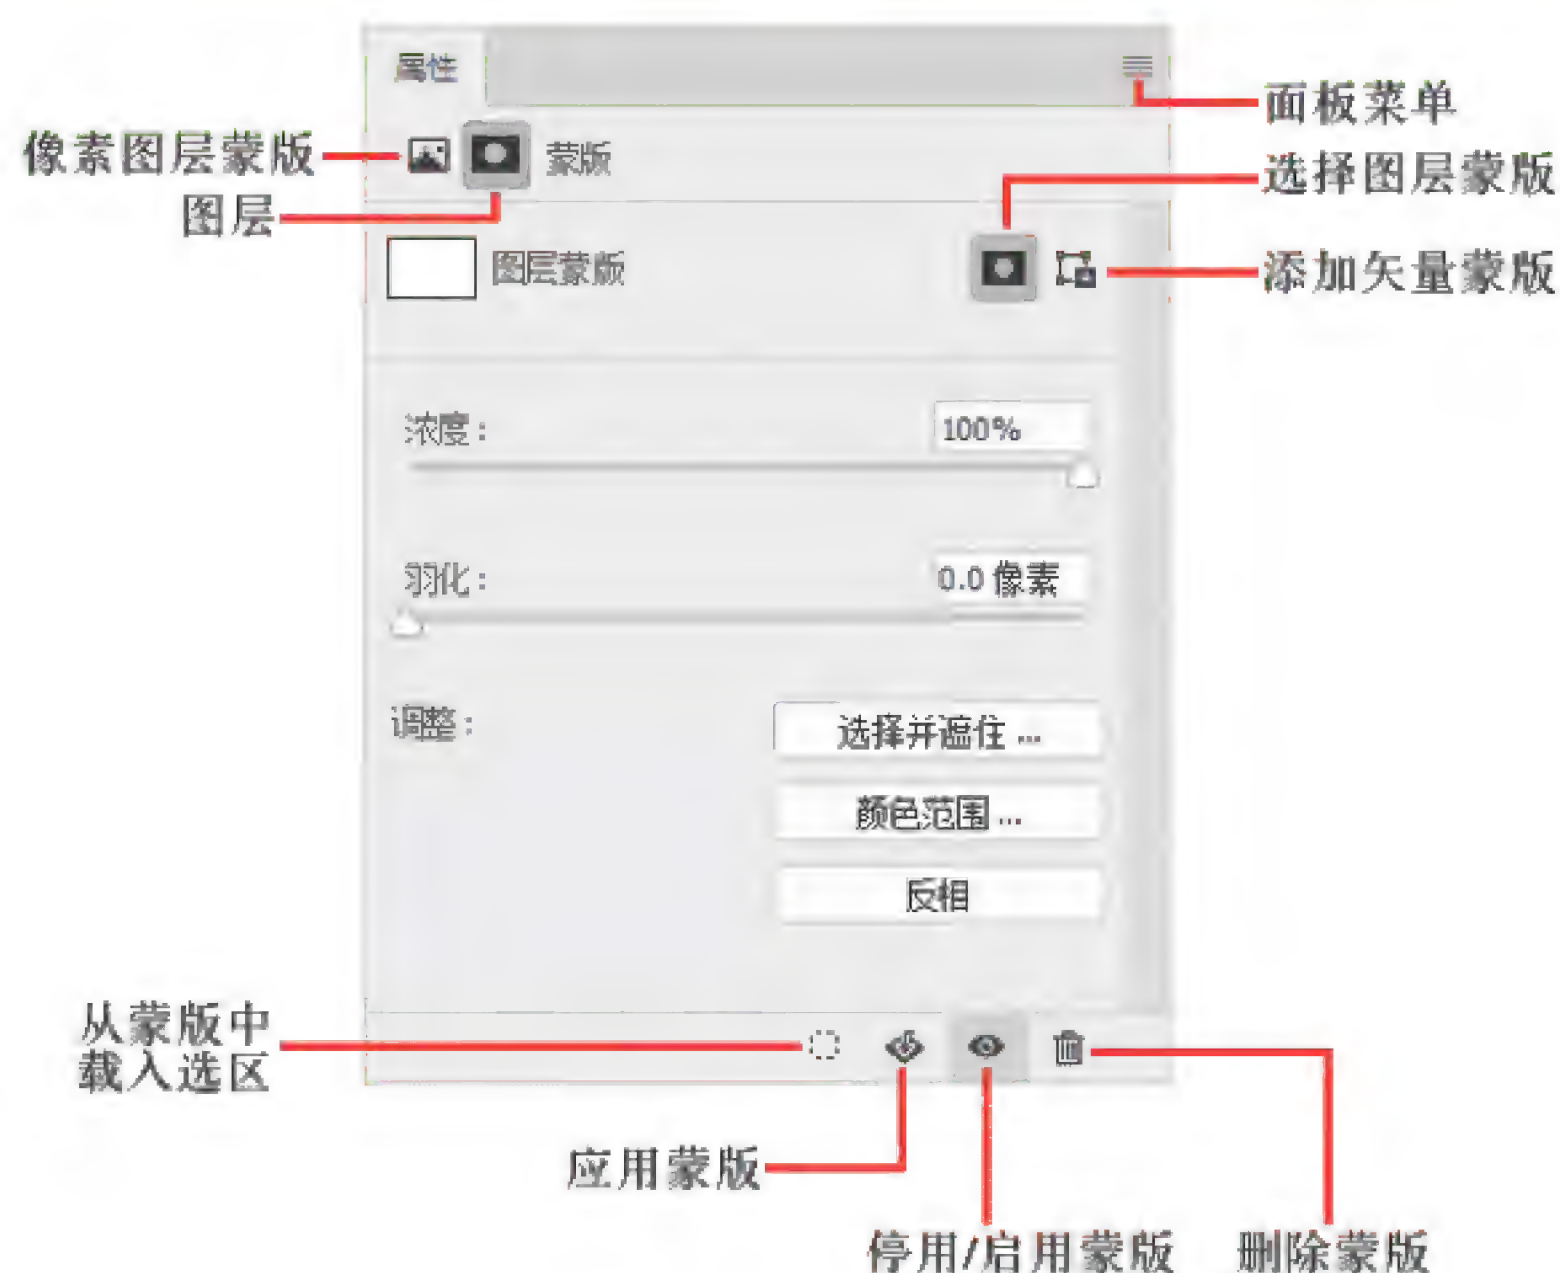 属性
面板菜单
像素图层蒙版
蒙版
选择图层蒙版
图层
图层蒙版
添加矢量蒙版
浓度：
100%
羽化：
0.0 像素
调整：
选择并遮住 ...
颜色范围 ...
反相
从蒙版中
载入选区
应用蒙版
停用/启用蒙版
删除蒙版